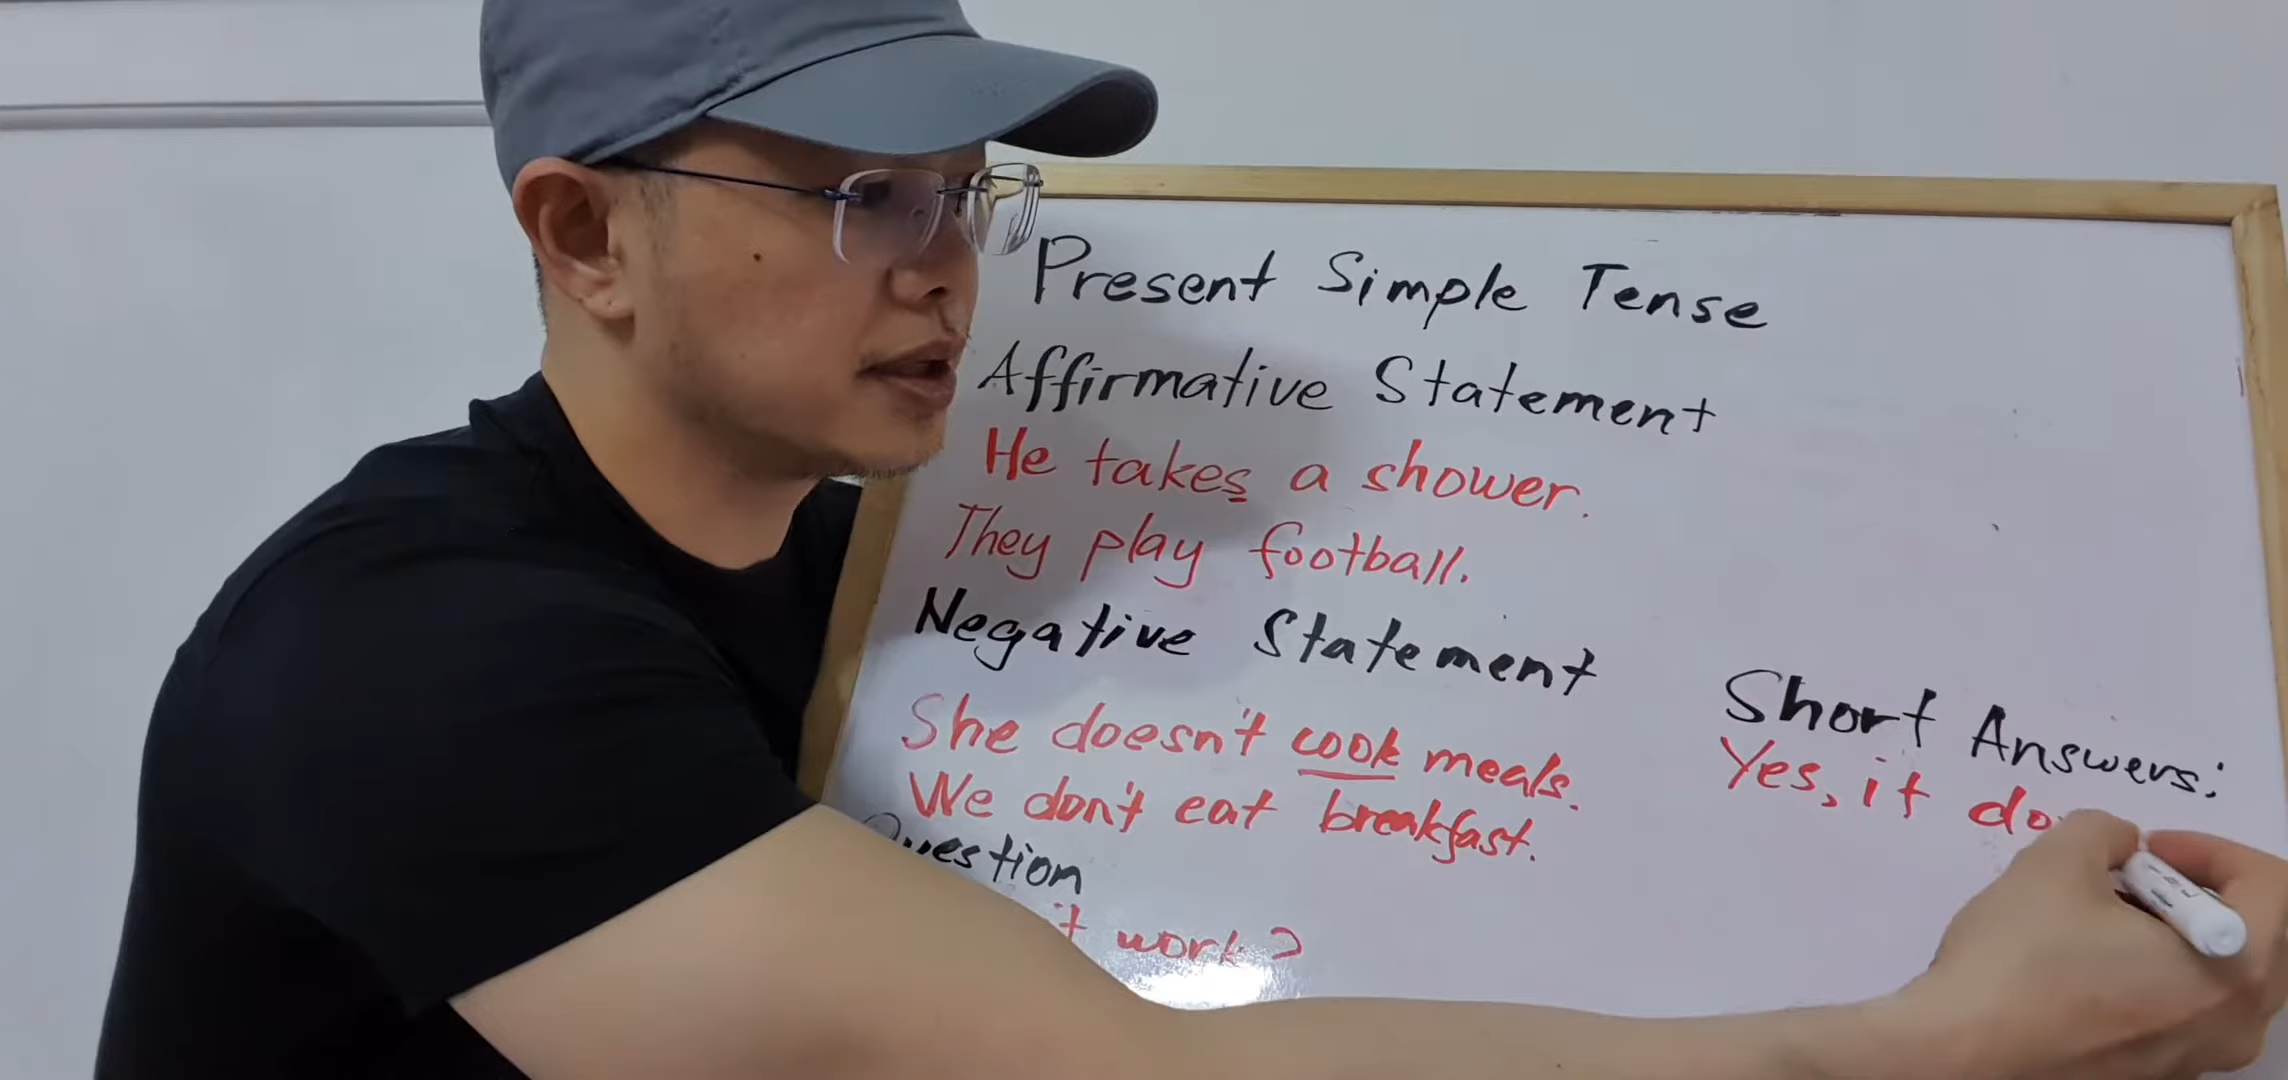 Present Simple Tense
Affirmative Statement
He takes a shower.
They play football.
Negative Statement
She doesn't cook meals.
We don't eat breakfast.
Question
work?
Short Answers:
Yes, it